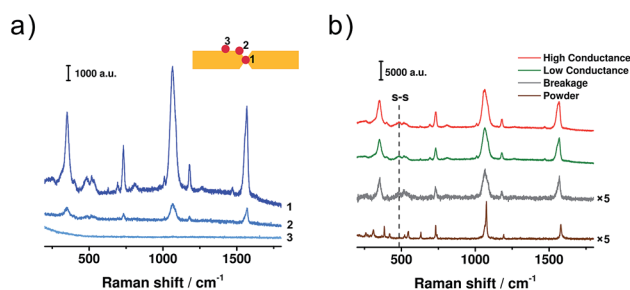 a)
3
2
1
1000 a.u.
1
2
3
500
1000
1500
Raman shift / cm⁻¹
b)
5000 a.u.
High Conductance
Low Conductance
Breakage
Powder
s-s
×5
×5
500
1000
1500
Raman shift / cm⁻¹